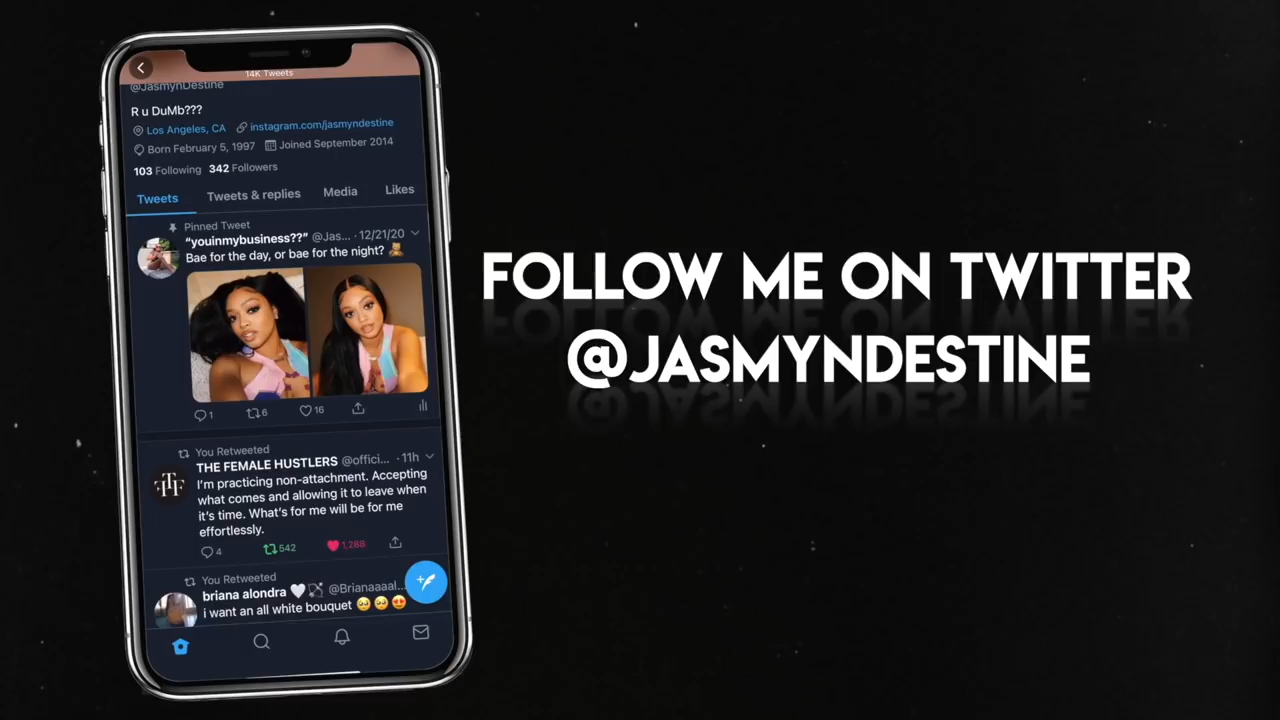 14K Tweets
@JasmynDestine
R u DuMb???
Los Angeles, CA instagram.com/jasmyndestine
Born February 5, 1997 Joined September 2014
103 Following 342 Followers
Tweets Tweets & replies Media Likes
Pinned Tweet
“youinmybusiness??” @Jas... · 12/21/20
Bae for the day, or bae for the night? 🧸
1 6 16
You Retweeted
THE FEMALE HUSTLERS @offici... · 11h
I'm practicing non-attachment. Accepting
what comes and allowing it to leave when
it's time. What's for me will be for me
effortlessly.
4 542 1,288
You Retweeted
briana alondra 🤍🏹 @Brianaaaal...
i want an all white bouquet 🥺🥺😍
FOLLOW ME ON TWITTER
@JASMYNDESTINE